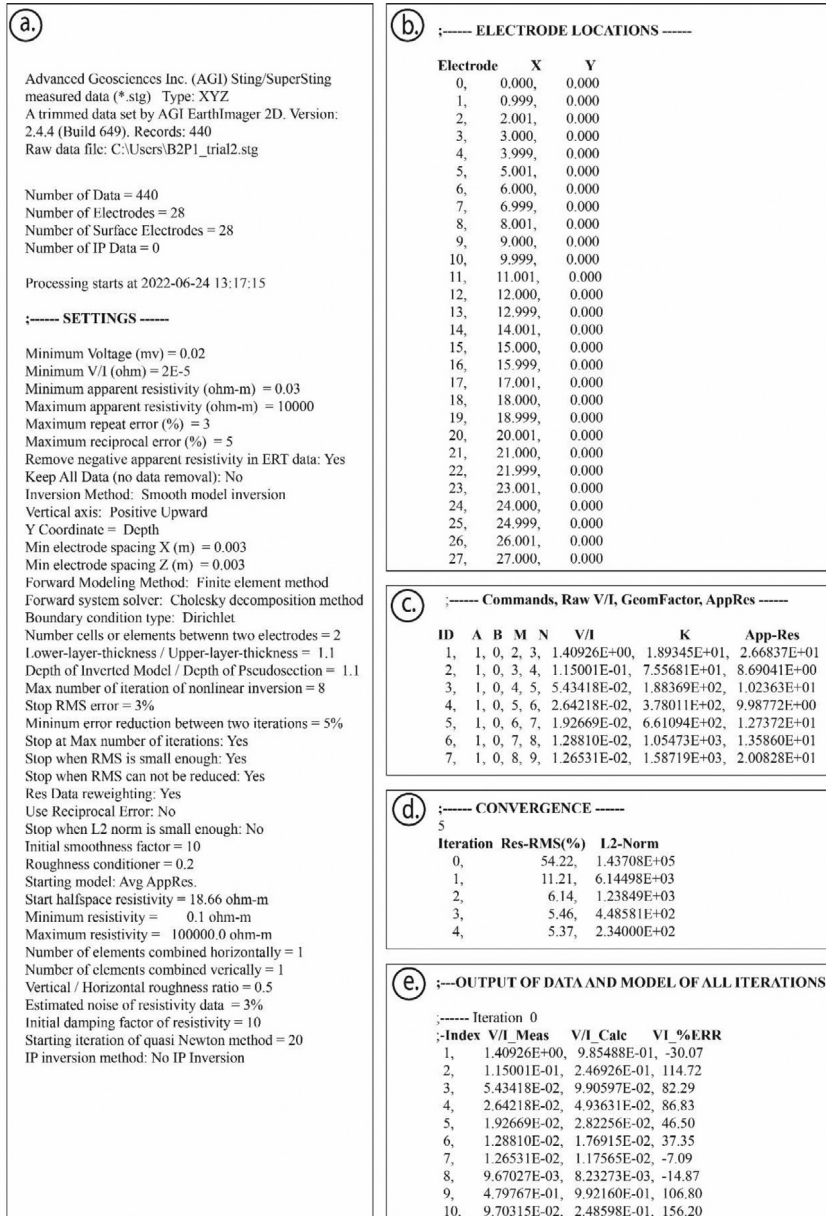 a.
Advanced Geosciences Inc. (AGI) Sting/SuperSting
measured data (*.stg) Type: XYZ
A trimmed data set by AGI EarthImager 2D. Version:
2.4.4 (Build 649). Records: 440
Raw data file: C:\Users\B2P1_trial2.stg
Number of Data = 440
Number of Electrodes = 28
Number of Surface Electrodes = 28
Number of IP Data = 0
Processing starts at 2022-06-24 13:17:15
;------ SETTINGS ------
Minimum Voltage (mv) = 0.02
Minimum V/I (ohm) = 2E-5
Minimum apparent resistivity (ohm-m) = 0.03
Maximum apparent resistivity (ohm-m) = 10000
Maximum repeat error (%) = 3
Maximum reciprocal error (%) = 5
Remove negative apparent resistivity in ERT data: Yes
Keep All Data (no data removal): No
Inversion Method: Smooth model inversion
Vertical axis: Positive Upward
Y Coordinate = Depth
Min electrode spacing X (m) = 0.003
Min electrode spacing Z (m) = 0.003
Forward Modeling Method: Finite element method
Forward system solver: Cholesky decomposition method
Boundary condition type: Dirichlet
Number cells or elements betwenn two electrodes = 2
Lower-layer-thickness / Upper-layer-thickness = 1.1
Depth of Inverted Model / Depth of Pseudosection = 1.1
Max number of iteration of nonlinear inversion = 8
Stop RMS error = 3%
Mininum error reduction between two iterations = 5%
Stop at Max number of iterations: Yes
Stop when RMS is small enough: Yes
Stop when RMS can not be reduced: Yes
Res Data reweighting: Yes
Use Reciprocal Error: No
Stop when L2 norm is small enough: No
Initial smoothness factor = 10
Roughness conditioner = 0.2
Starting model: Avg AppRes.
Start halfspace resistivity = 18.66 ohm-m
Minimum resistivity = 0.1 ohm-m
Maximum resistivity = 100000.0 ohm-m
Number of elements combined horizontally = 1
Number of elements combined verically = 1
Vertical / Horizontal roughness ratio = 0.5
Estimated noise of resistivity data = 3%
Initial damping factor of resistivity = 10
Starting iteration of quasi Newton method = 20
IP inversion method: No IP Inversion
b.
;------ ELECTRODE LOCATIONS ------
Electrode X Y
0, 0.000, 0.000
1, 0.999, 0.000
2, 2.001, 0.000
3, 3.000, 0.000
4, 3.999, 0.000
5, 5.001, 0.000
6, 6.000, 0.000
7, 6.999, 0.000
8, 8.001, 0.000
9, 9.000, 0.000
10, 9.999, 0.000
11, 11.001, 0.000
12, 12.000, 0.000
13, 12.999, 0.000
14, 14.001, 0.000
15, 15.000, 0.000
16, 15.999, 0.000
17, 17.001, 0.000
18, 18.000, 0.000
19, 18.999, 0.000
20, 20.001, 0.000
21, 21.000, 0.000
22, 21.999, 0.000
23, 23.001, 0.000
24, 24.000, 0.000
25, 24.999, 0.000
26, 26.001, 0.000
27, 27.000, 0.000
c.
;------ Commands, Raw V/I, GeomFactor, AppRes ------
ID A B M N V/I K App-Res
1, 1, 0, 2, 3, 1.40926E+00, 1.89345E+01, 2.66837E+01
2, 1, 0, 3, 4, 1.15001E-01, 7.55681E+01, 8.69041E+00
3, 1, 0, 4, 5, 5.43418E-02, 1.88369E+02, 1.02363E+01
4, 1, 0, 5, 6, 2.64218E-02, 3.78011E+02, 9.98772E+00
5, 1, 0, 6, 7, 1.92669E-02, 6.61094E+02, 1.27372E+01
6, 1, 0, 7, 8, 1.28810E-02, 1.05473E+03, 1.35860E+01
7, 1, 0, 8, 9, 1.26531E-02, 1.58719E+03, 2.00828E+01
d.
;------ CONVERGENCE ------
5
Iteration Res-RMS(%) L2-Norm
0, 54.22, 1.43708E+05
1, 11.21, 6.14498E+03
2, 6.14, 1.23849E+03
3, 5.46, 4.48581E+02
4, 5.37, 2.34000E+02
e.
;---OUTPUT OF DATA AND MODEL OF ALL ITERATIONS
;------ Iteration 0
;-Index V/I_Meas V/I_Calc VI_%ERR
1, 1.40926E+00, 9.85488E-01, -30.07
2, 1.15001E-01, 2.46926E-01, 114.72
3, 5.43418E-02, 9.90597E-02, 82.29
4, 2.64218E-02, 4.93631E-02, 86.83
5, 1.92669E-02, 2.82256E-02, 46.50
6, 1.28810E-02, 1.76915E-02, 37.35
7, 1.26531E-02, 1.17565E-02, -7.09
8, 9.67027E-03, 8.23273E-03, -14.87
9, 4.79767E-01, 9.92160E-01, 106.80
10, 9.70315E-02, 2.48598E-01, 156.20